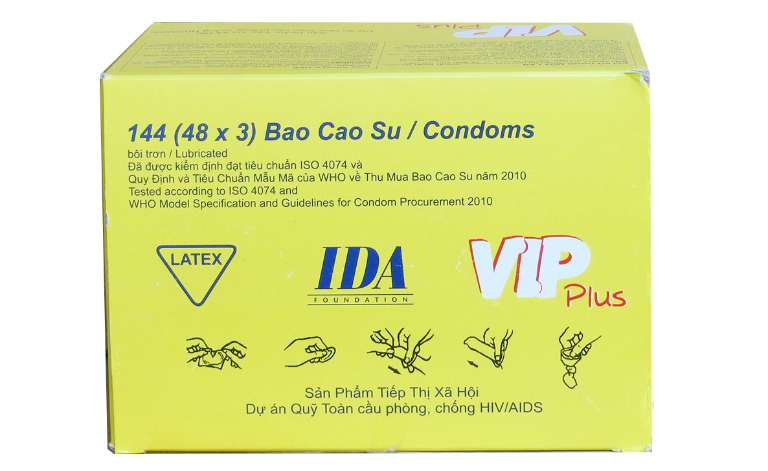 VIP
Plus
144 (48 x 3) Bao Cao Su / Condoms
bôi trơn / Lubricated
Đã được kiểm định đạt tiêu chuẩn ISO 4074 và
Quy Định và Tiêu Chuẩn Mẫu Mã của WHO về Thu Mua Bao Cao Su năm 2010
Tested according to ISO 4074 and
WHO Model Specification and Guidelines for Condom Procurement 2010
LATEX
IDA
FOUNDATION
VIP
Plus
Sản Phẩm Tiếp Thị Xã Hội
Dự án Quỹ Toàn cầu phòng, chống HIV/AIDS